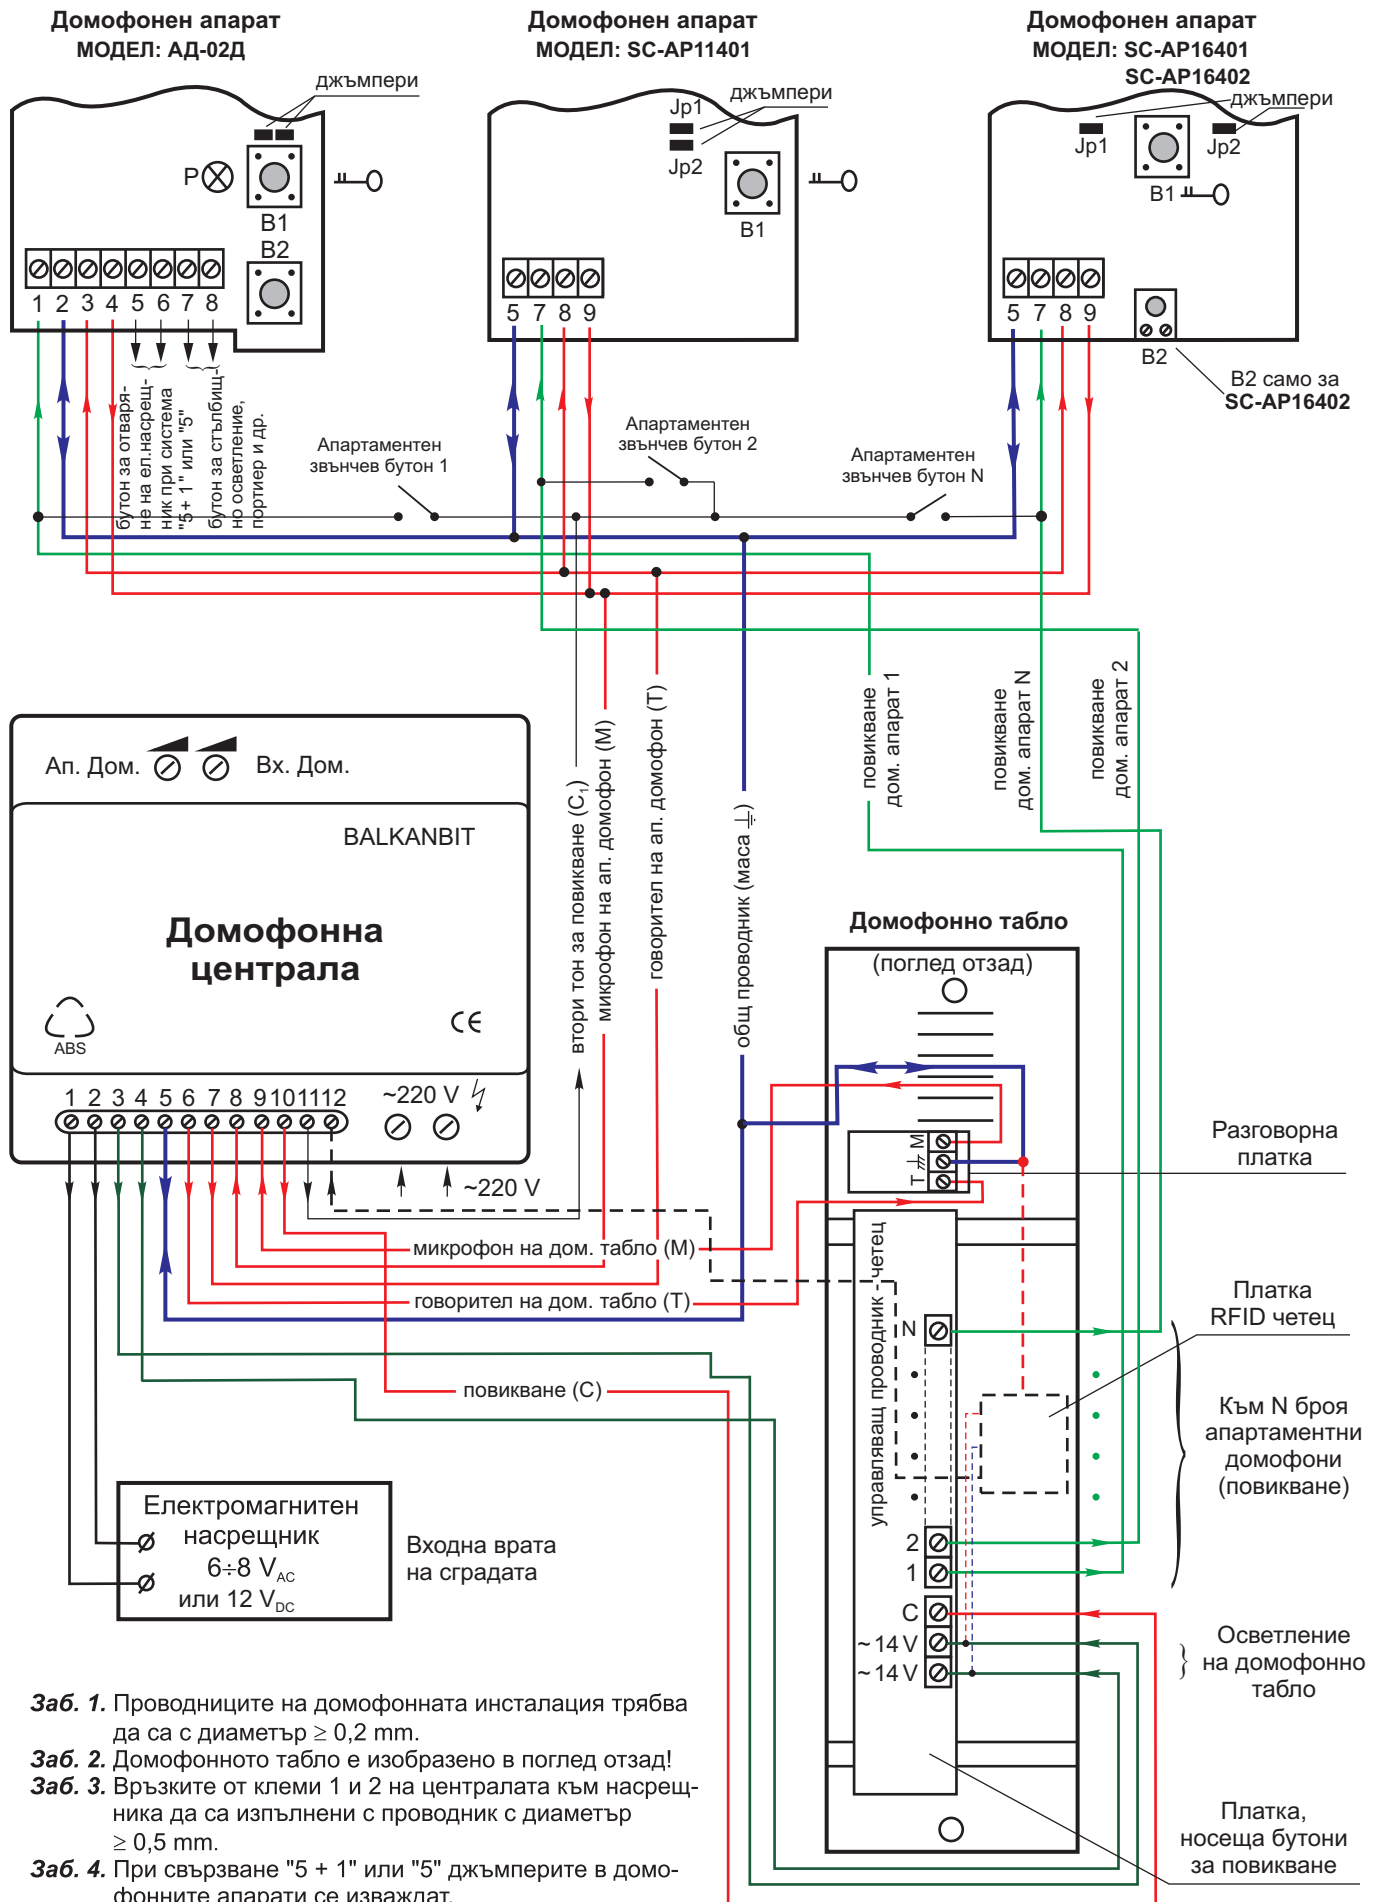 Домофонен апарат
МОДЕЛ: АД-02Д
Домофонен апарат
МОДЕЛ: SC-AP11401
Домофонен апарат
МОДЕЛ: SC-AP16401
SC-AP16402
джъмпери
P
B1
B2
1 2 3 4 5 6 7 8
Jp1
джъмпери
Jp2
B1
5 7 8 9
джъмпери
Jp1
Jp2
B1
5 7 8 9
B2
B2 само за
SC-AP16402
бутон за отваря-
не на ел.насрещ-
ник при система
"5+ 1" или "5"
бутон за стълбищ-
но осветление,
портиер и др.
Апартаментен
звънчев бутон 1
Апартаментен
звънчев бутон 2
Апартаментен
звънчев бутон N
втори тон за повикване (C1)
микрофон на ап. домофон (М)
говорител на ап. домофон (Т)
общ проводник (маса ⏚)
повикване
дом. апарат 1
повикване
дом. апарат N
повикване
дом. апарат 2
Ап. Дом.
Вх. Дом.
BALKANBIT
Домофонна
централа
ABS
CE
1 2 3 4 5 6 7 8 9 10 11 12
~220 V
~220 V
Домофонно табло
(поглед отзад)
М
Т
Разговорна
платка
микрофон на дом. табло (М)
говорител на дом. табло (Т)
повикване (С)
управляващ проводник - четец
N
2
1
C
~14 V
~14 V
Платка
RFID четец
Към N броя
апартаментни
домофони
(повикване)
Осветление
на домофонно
табло
Платка,
носеща бутони
за повикване
Електромагнитен
насрещник
6÷8 VAC
или 12 VDC
Входна врата
на сградата
Заб. 1. Проводниците на домофонната инсталация трябва
да са с диаметър ≥ 0,2 mm.
Заб. 2. Домофонното табло е изобразено в поглед отзад!
Заб. 3. Връзките от клеми 1 и 2 на централата към насрещ-
ника да са изпълнени с проводник с диаметър
≥ 0,5 mm.
Заб. 4. При свързване "5 + 1" или "5" джъмперите в домо-
фонните апарати се изваждат.